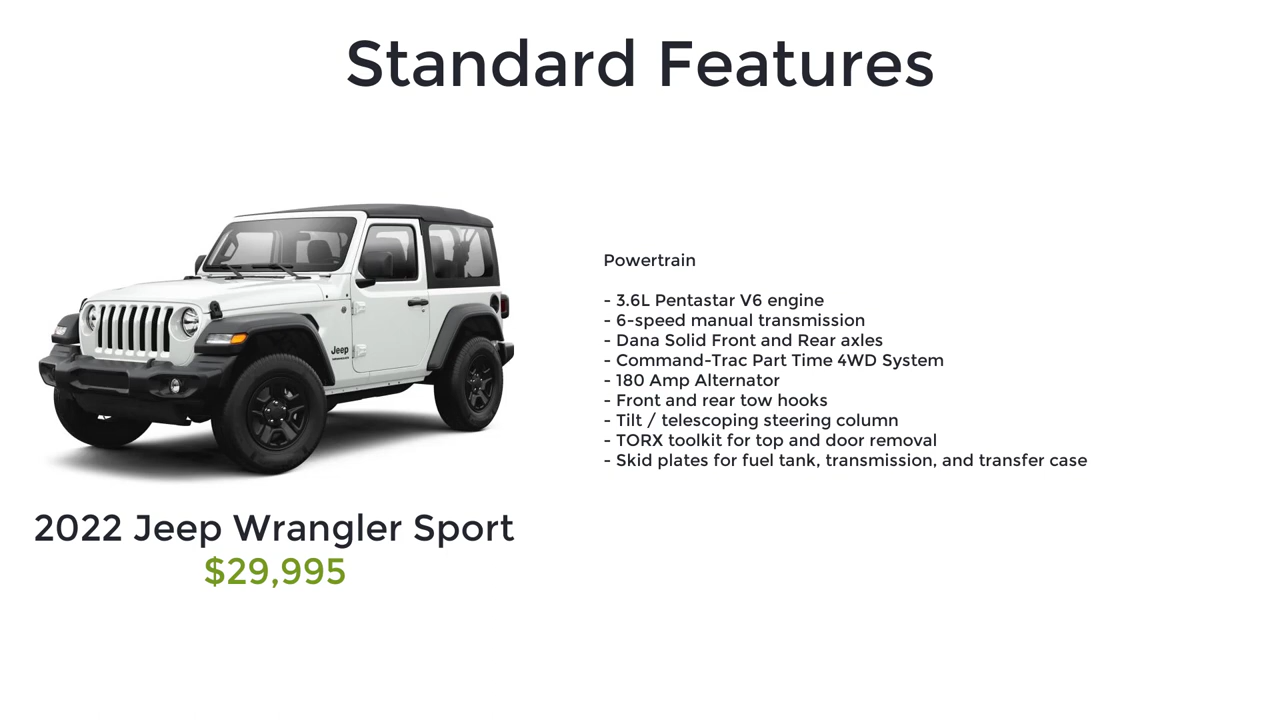 Standard Features
Powertrain
- 3.6L Pentastar V6 engine
- 6-speed manual transmission
- Dana Solid Front and Rear axles
- Command-Trac Part Time 4WD System
- 180 Amp Alternator
- Front and rear tow hooks
- Tilt / telescoping steering column
- TORX toolkit for top and door removal
- Skid plates for fuel tank, transmission, and transfer case
Jeep
2022 Jeep Wrangler Sport
$29,995